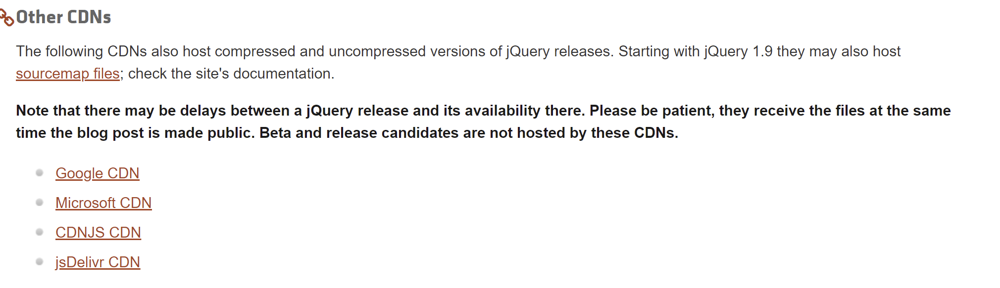 Other CDNs
The following CDNs also host compressed and uncompressed versions of jQuery releases. Starting with jQuery 1.9 they may also host
sourcemap files; check the site's documentation.
Note that there may be delays between a jQuery release and its availability there. Please be patient, they receive the files at the same
time the blog post is made public. Beta and release candidates are not hosted by these CDNs.
Google CDN
Microsoft CDN
CDNJS CDN
jsDelivr CDN